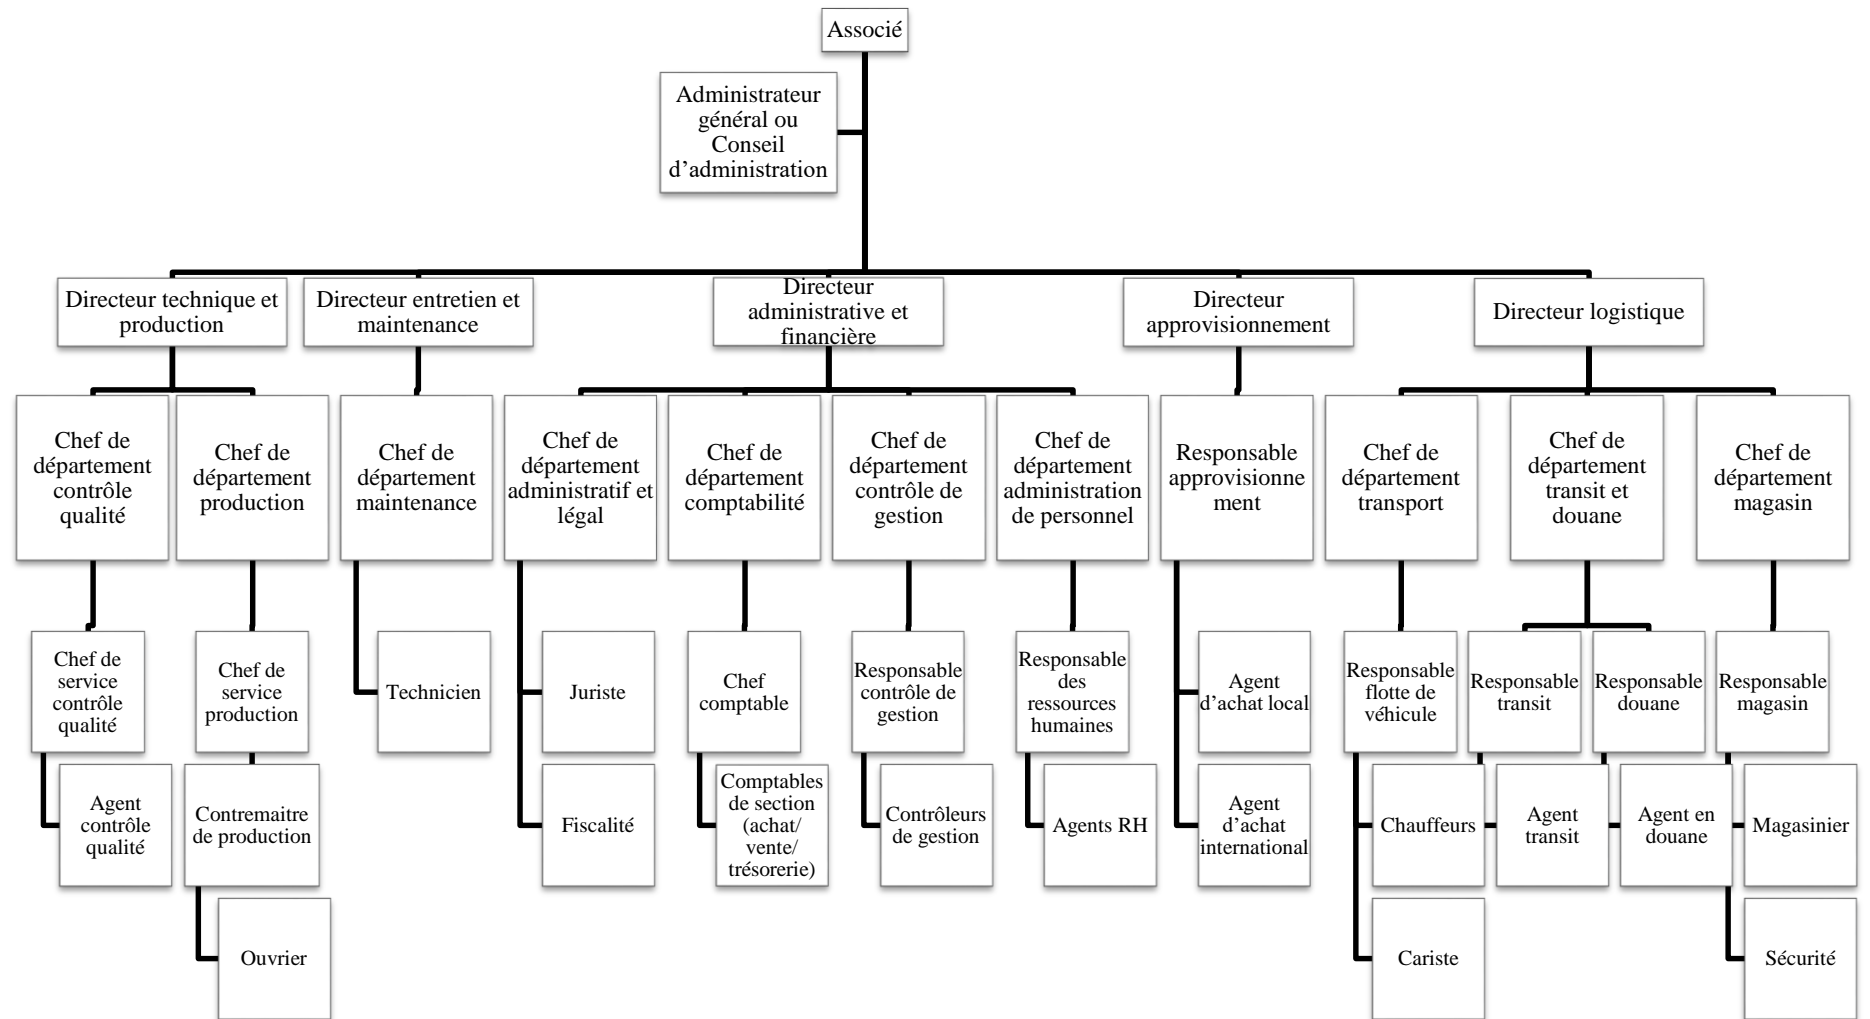 Associé
Administrateur
général ou
Conseil
d’administration
Directeur technique et
production
Directeur entretien et
maintenance
Directeur
administrative et
financière
Directeur
approvisionnement
Directeur logistique
Chef de
département
contrôle
qualité
Chef de
département
production
Chef de
département
maintenance
Chef de
département
administratif et
légal
Chef de
département
comptabilité
Chef de
département
contrôle de
gestion
Chef de
département
administration
de personnel
Responsable
approvisionne
ment
Chef de
département
transport
Chef de
département
transit et
douane
Chef de
département
magasin
Chef de
service
contrôle
qualité
Chef de
service
production
Technicien
Juriste
Chef
comptable
Responsable
contrôle de
gestion
Responsable
des
ressources
humaines
Agent
d’achat local
Responsable
flotte de
véhicule
Responsable
transit
Responsable
douane
Responsable
magasin
Agent
contrôle
qualité
Contremaitre
de production
Fiscalité
Comptables
de section
(achat/
vente/
trésorerie)
Contrôleurs
de gestion
Agents RH
Agent
d’achat
international
Chauffeurs
Agent
transit
Agent en
douane
Magasinier
Ouvrier
Cariste
Sécurité